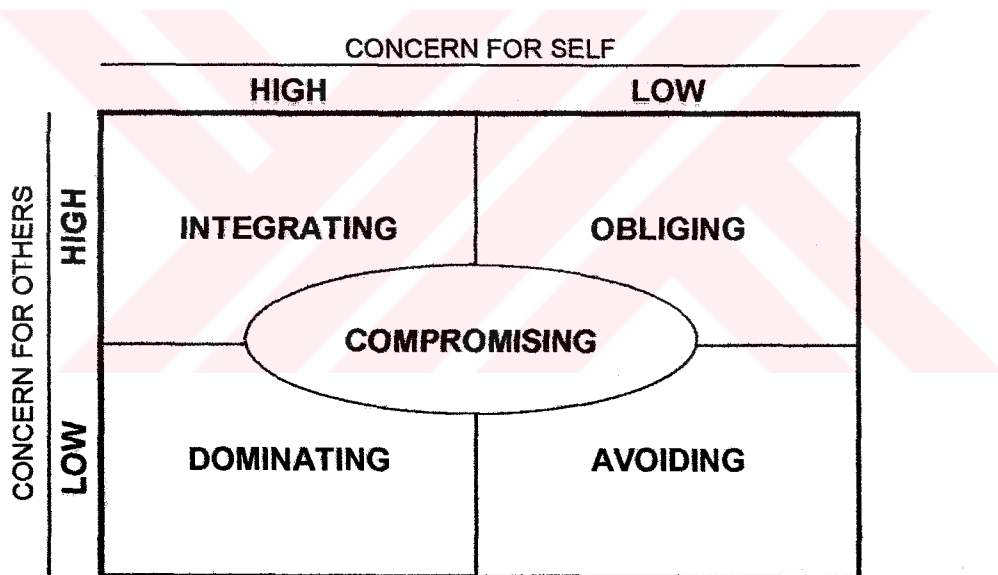 CONCERN FOR SELF
HIGH LOW
CONCERN FOR OTHERS
HIGH
LOW
INTEGRATING OBLIGING
COMPROMISING
DOMINATING AVOIDING